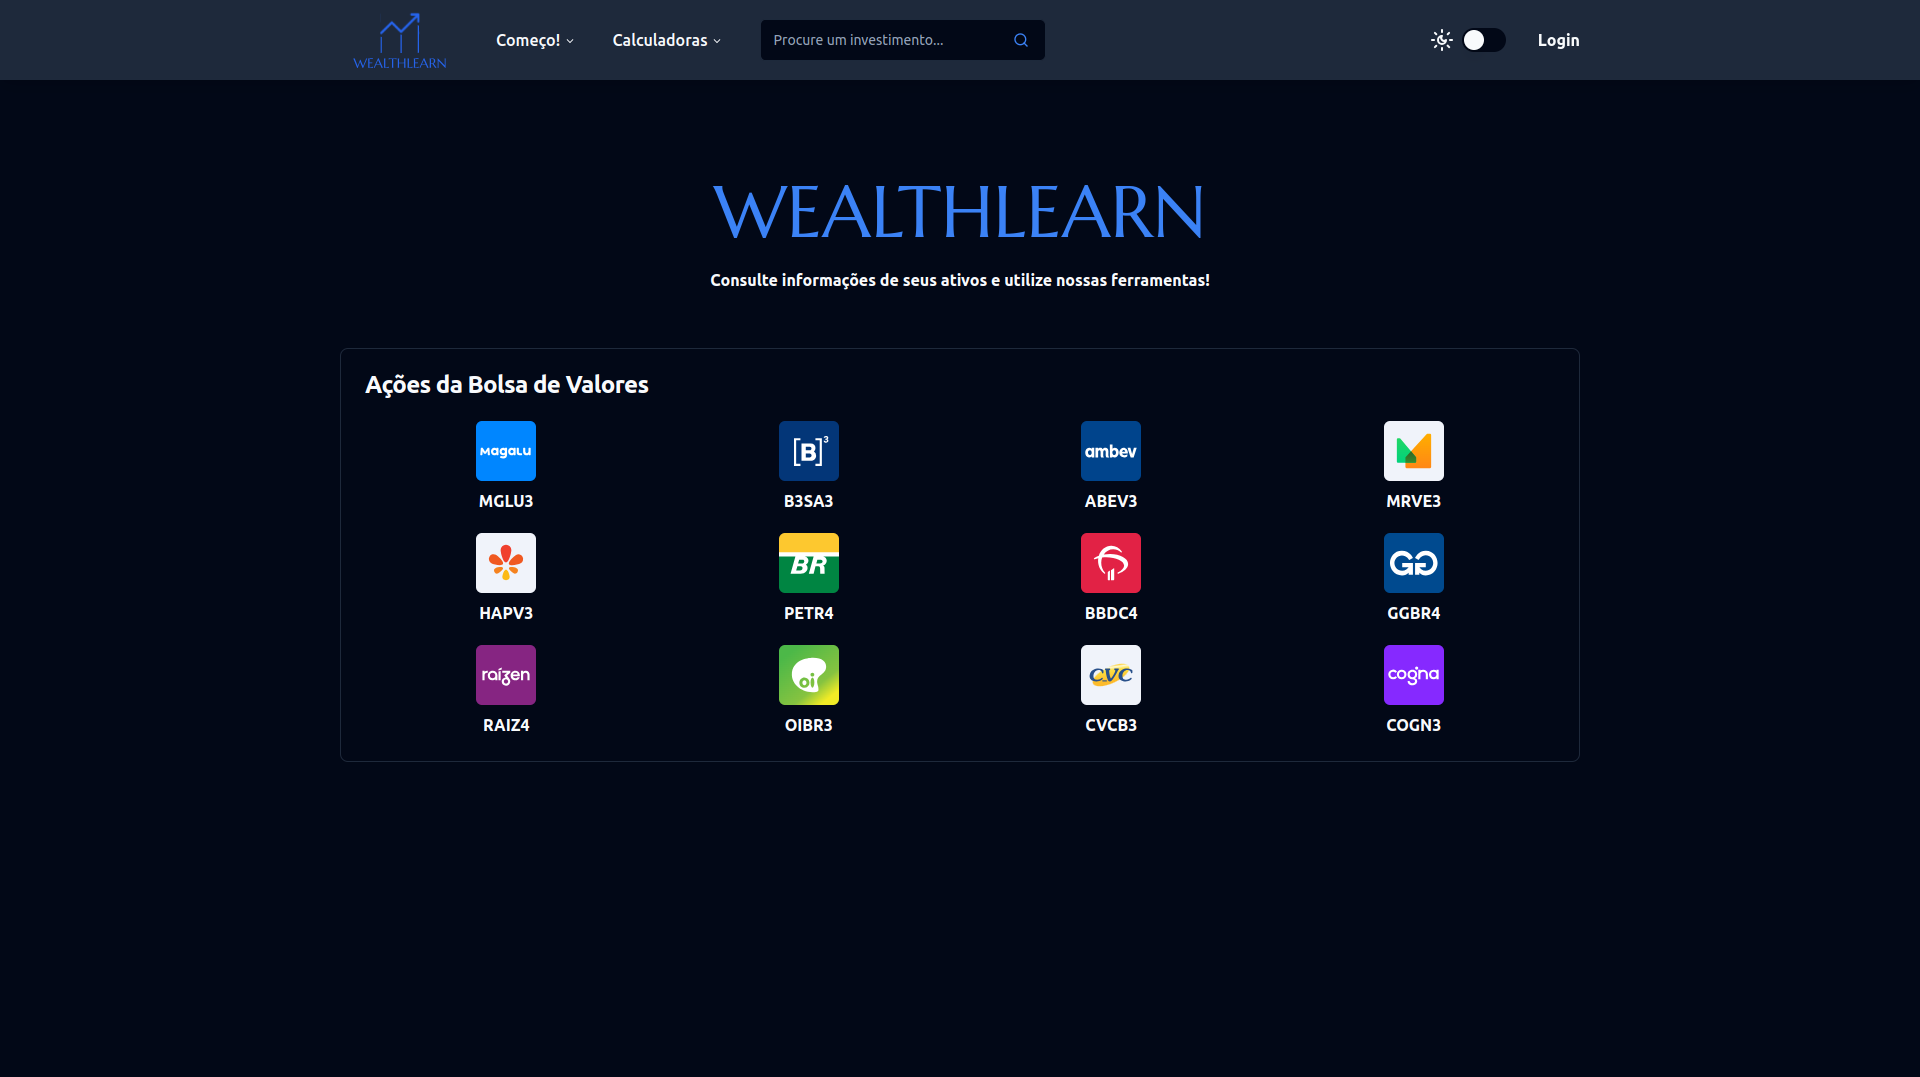 WEALTHLEARN
Começo!
Calculadoras
Procure um investimento...
Login
WEALTHLEARN
Consulte informações de seus ativos e utilize nossas ferramentas!
Ações da Bolsa de Valores
Magalu
[B]³
ambev
MGLU3
B3SA3
ABEV3
MRVE3
BR
GG
HAPV3
PETR4
BBDC4
GGBR4
raízen
oi
CVC
cogna
RAIZ4
OIBR3
CVCB3
COGN3